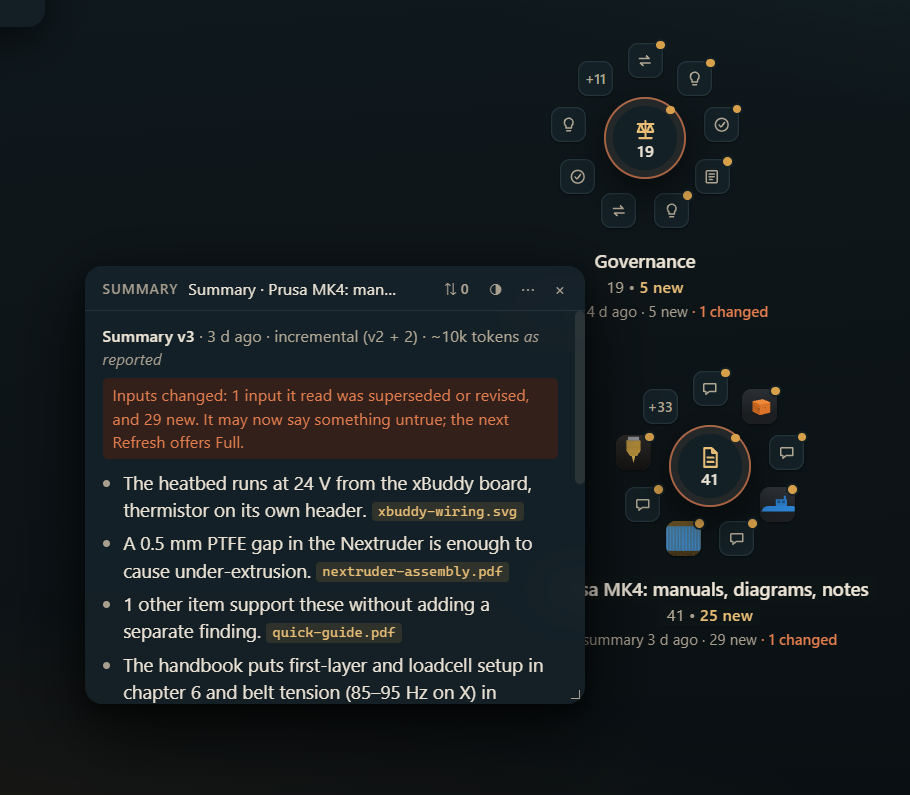 +11
19
Governance
19 • 5 new
4 d ago · 5 new · 1 changed
SUMMARY Summary · Prusa MK4: man... ⇅ 0 ··· ×
Summary v3 · 3 d ago · incremental (v2 + 2) · ~10k tokens as
reported
Inputs changed: 1 input it read was superseded or revised,
and 29 new. It may now say something untrue; the next
Refresh offers Full.
• The heatbed runs at 24 V from the xBuddy board,
thermistor on its own header. xbuddy-wiring.svg
• A 0.5 mm PTFE gap in the Nextruder is enough to
cause under-extrusion. nextruder-assembly.pdf
• 1 other item support these without adding a
separate finding. quick-guide.pdf
• The handbook puts first-layer and loadcell setup in
chapter 6 and belt tension (85–95 Hz on X) in
+33
41
sa MK4: manuals, diagrams, notes
41 • 25 new
summary 3 d ago · 29 new · 1 changed